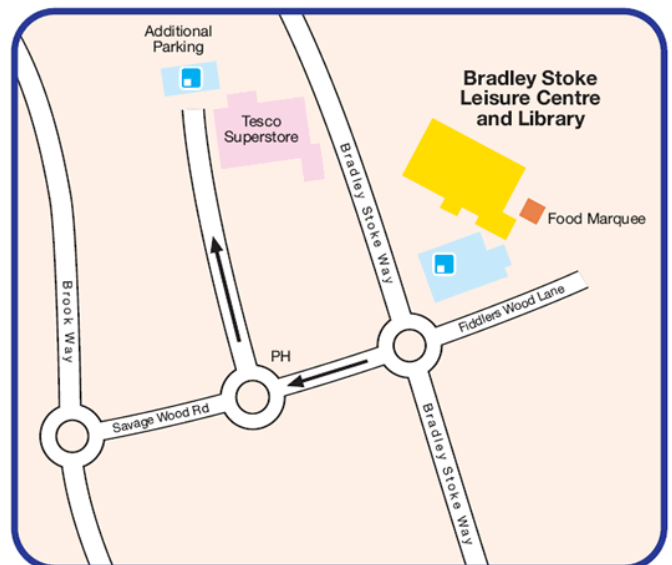 Additional
Parking
Tesco
Superstore
Bradley Stoke
Leisure Centre
and Library
Bradley Stoke Way
Food Marquee
Brook Way
Fiddlers Wood Lane
PH
Savage Wood Rd
Bradley Stoke Way